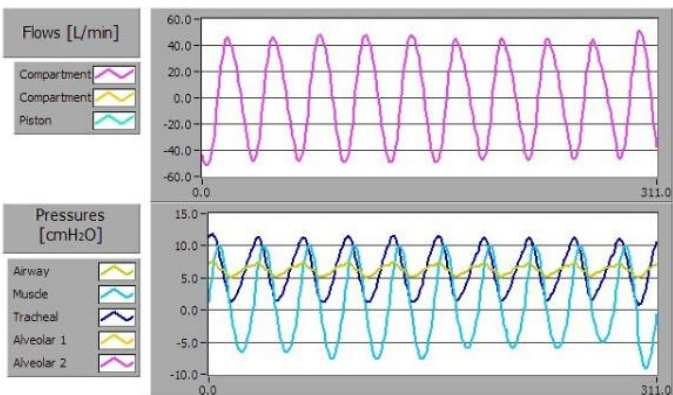 Flows [L/min]
Compartment
Compartment
Piston
60.0
40.0
20.0
0.0
-20.0
-40.0
-60.0
0.0
311.0
Pressures
[cmH₂O]
Airway
Muscle
Tracheal
Alveolar 1
Alveolar 2
15.0
10.0
5.0
0.0
-5.0
-10.0
0.0
311.0